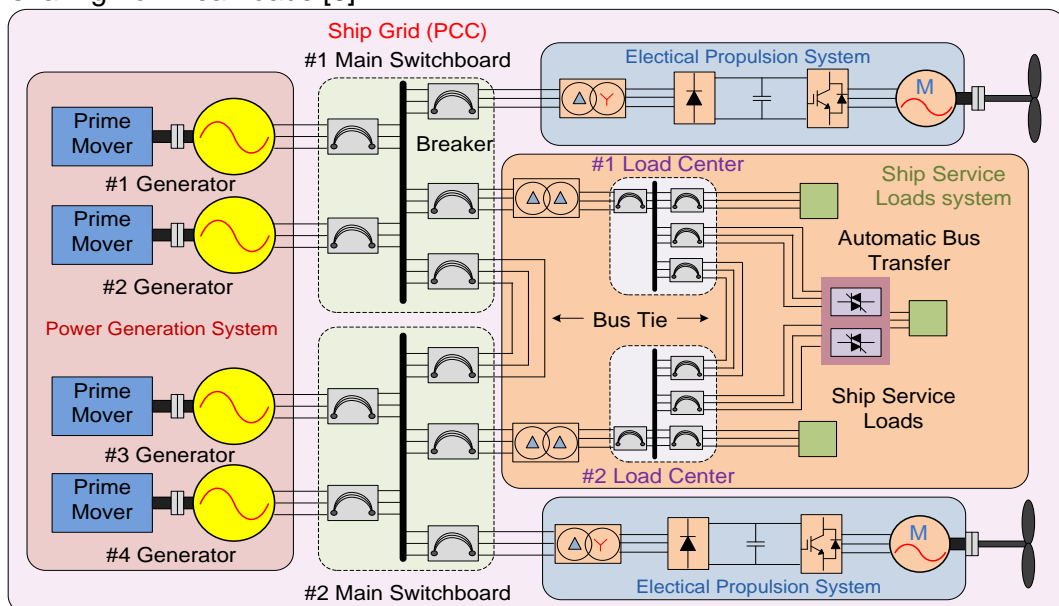 Ship Grid (PCC)
#1 Main Switchboard
Electical Propulsion System
M
Prime
Mover
#1 Generator
Breaker
#1 Load Center
Ship Service
Loads system
Prime
Mover
#2 Generator
Automatic Bus
Transfer
Power Generation System
Bus Tie
Prime
Mover
#3 Generator
Ship Service
Loads
#2 Load Center
Prime
Mover
#4 Generator
M
Electical Propulsion System
#2 Main Switchboard